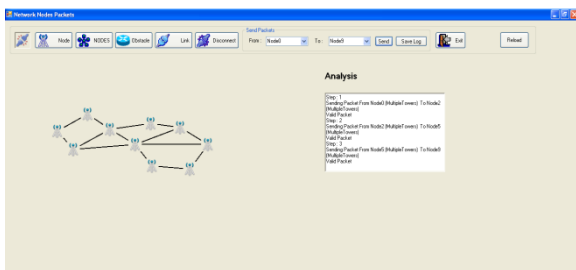 Network Nodes Packets
Node
NODES
Obstacle
Link
Disconnect
Send Packets
From : Node0 To : Node9 Send Save Log
Exit
Reload
Analysis
Step : 1
Sending Packet From Node0 (MultipleTowers) To Node2
(MultipleTowers)
Valid Packet
Step : 2
Sending Packet From Node2 (MultipleTowers) To Node5
(MultipleTowers)
Valid Packet
Step : 3
Sending Packet From Node5 (MultipleTowers) To Node9
(MultipleTowers)
Valid Packet